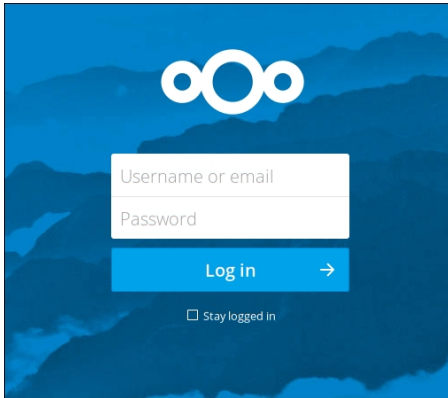 Username or email
Password
Log in
Stay logged in